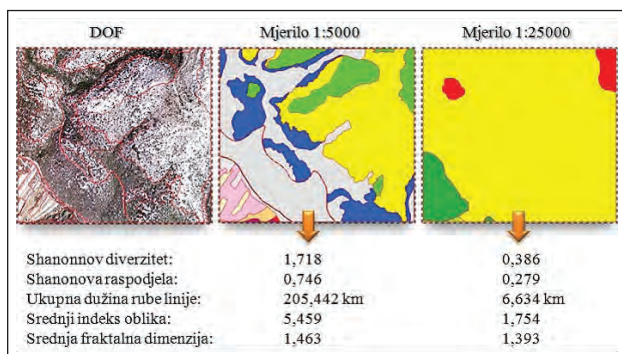 DOF Mjerilo 1:5000 Mjerilo 1:25000
Shanonnov diverzitet: 1,718 0,386
Shanonova raspodjela: 0,746 0,279
Ukupna dužina rube linije: 205,442 km 6,634 km
Srednji indeks oblika: 5,459 1,754
Srednja fraktalna dimenzija: 1,463 1,393